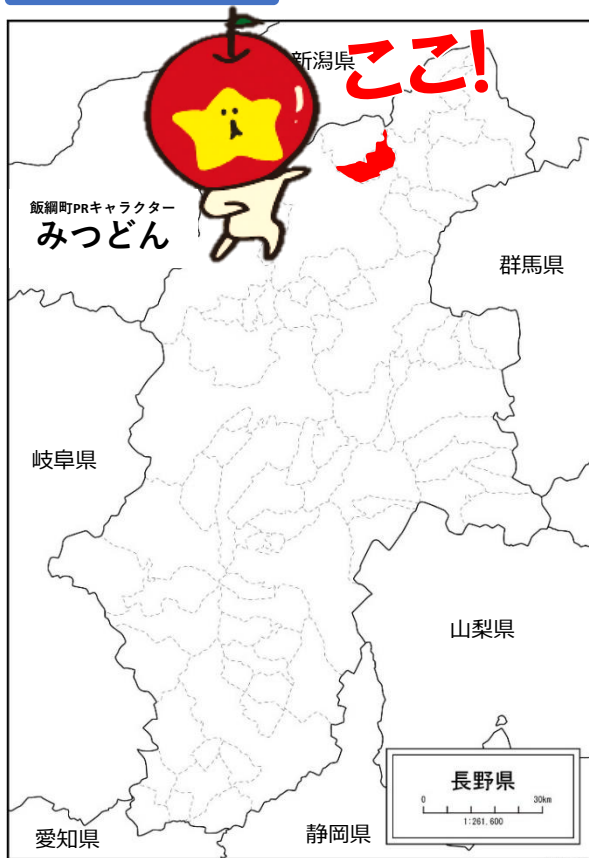 新潟県
ここ!
飯綱町PRキャラクター
みつどん
群馬県
岐阜県
山梨県
長野県
0 30km
1:261,600
愛知県
静岡県